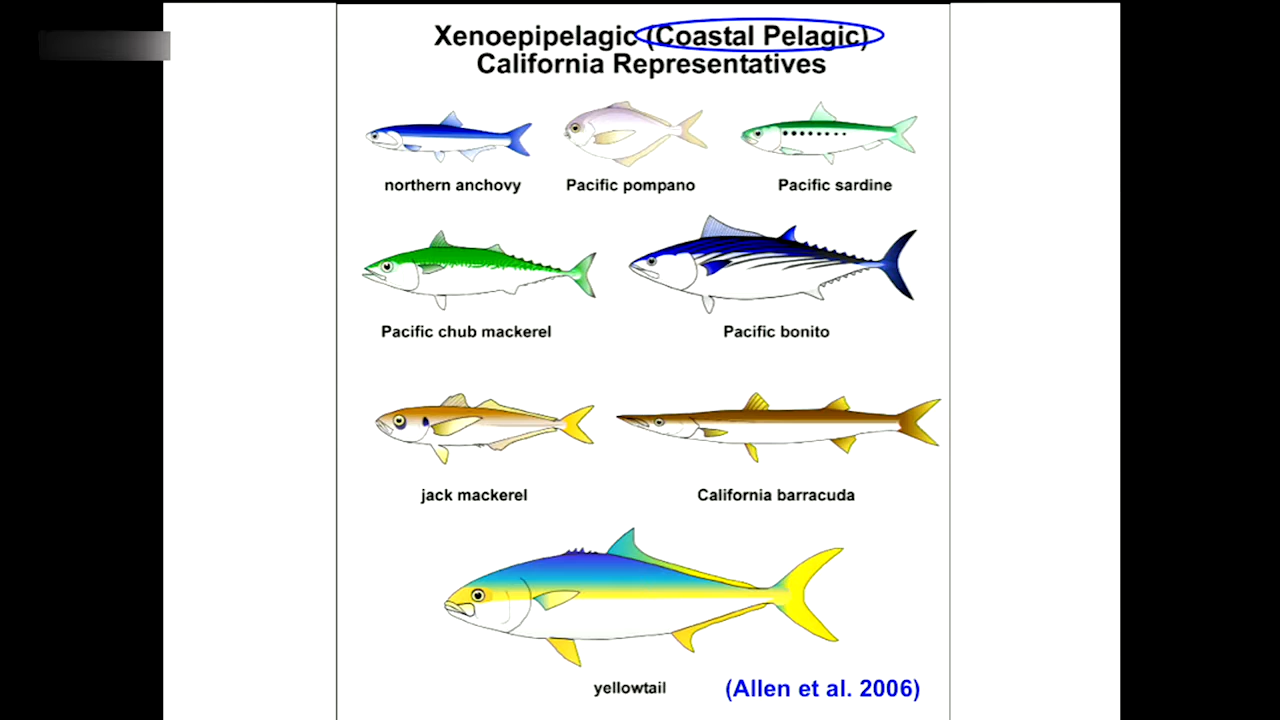 Xenoepipelagic (Coastal Pelagic)
California Representatives
northern anchovy
Pacific pompano
Pacific sardine
Pacific chub mackerel
Pacific bonito
jack mackerel
California barracuda
yellowtail
(Allen et al. 2006)